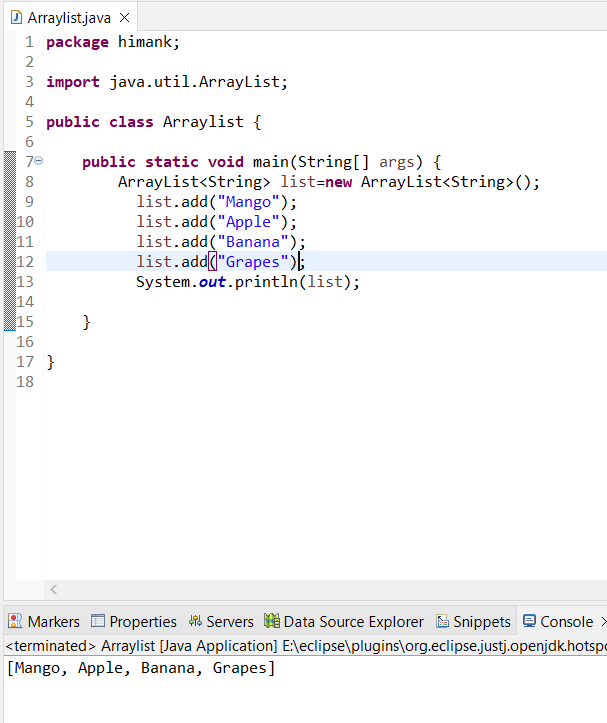 Arraylist.java
1 package himank;
2
3 import java.util.ArrayList;
4
5 public class Arraylist {
6
7 public static void main(String[] args) {
8 ArrayList<String> list=new ArrayList<String>();
9 list.add("Mango");
10 list.add("Apple");
11 list.add("Banana");
12 list.add("Grapes");
13 System.out.println(list);
14
15 }
16
17 }
18
Markers Properties Servers Data Source Explorer Snippets Console
<terminated> Arraylist [Java Application] E:\eclipse\plugins\org.eclipse.justj.openjdk.hotspo
[Mango, Apple, Banana, Grapes]